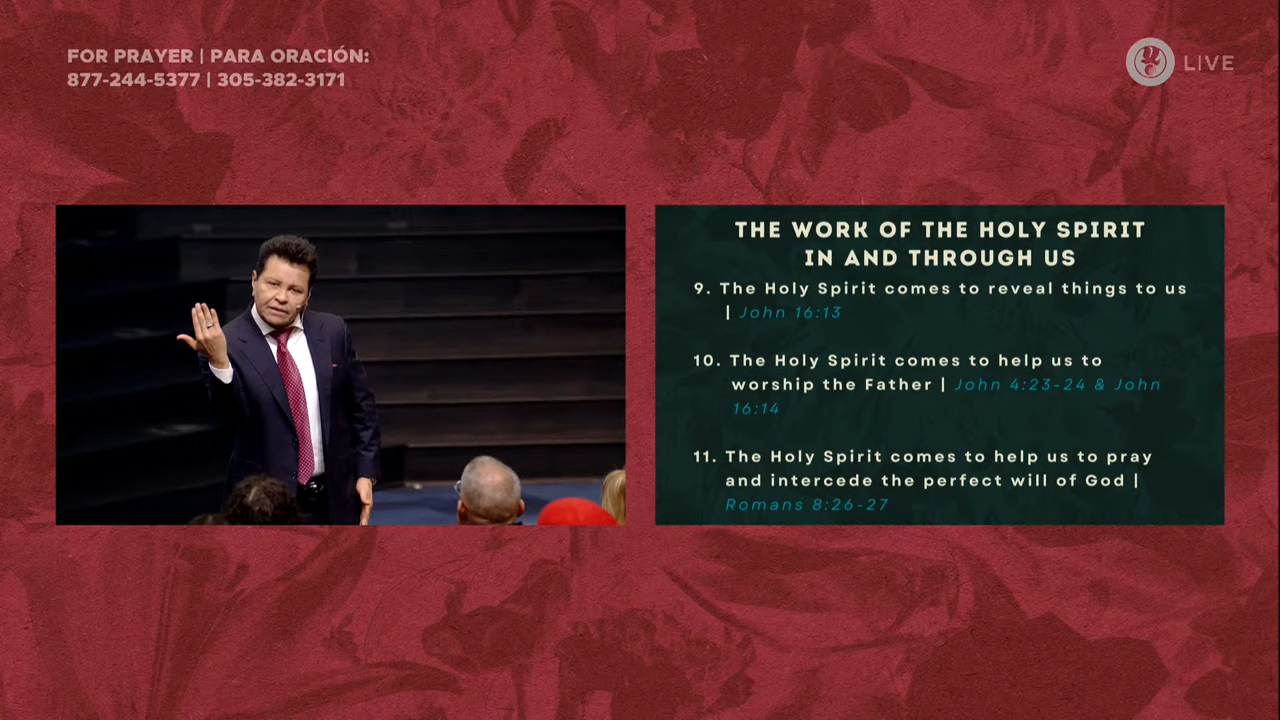 FOR PRAYER | PARA ORACIÓN:
877-244-5377 | 305-382-3171
LIVE
THE WORK OF THE HOLY SPIRIT
IN AND THROUGH US
9. The Holy Spirit comes to reveal things to us
| John 16:13
10. The Holy Spirit comes to help us to
worship the Father | John 4:23-24 & John
16:14
11. The Holy Spirit comes to help us to pray
and intercede the perfect will of God |
Romans 8:26-27